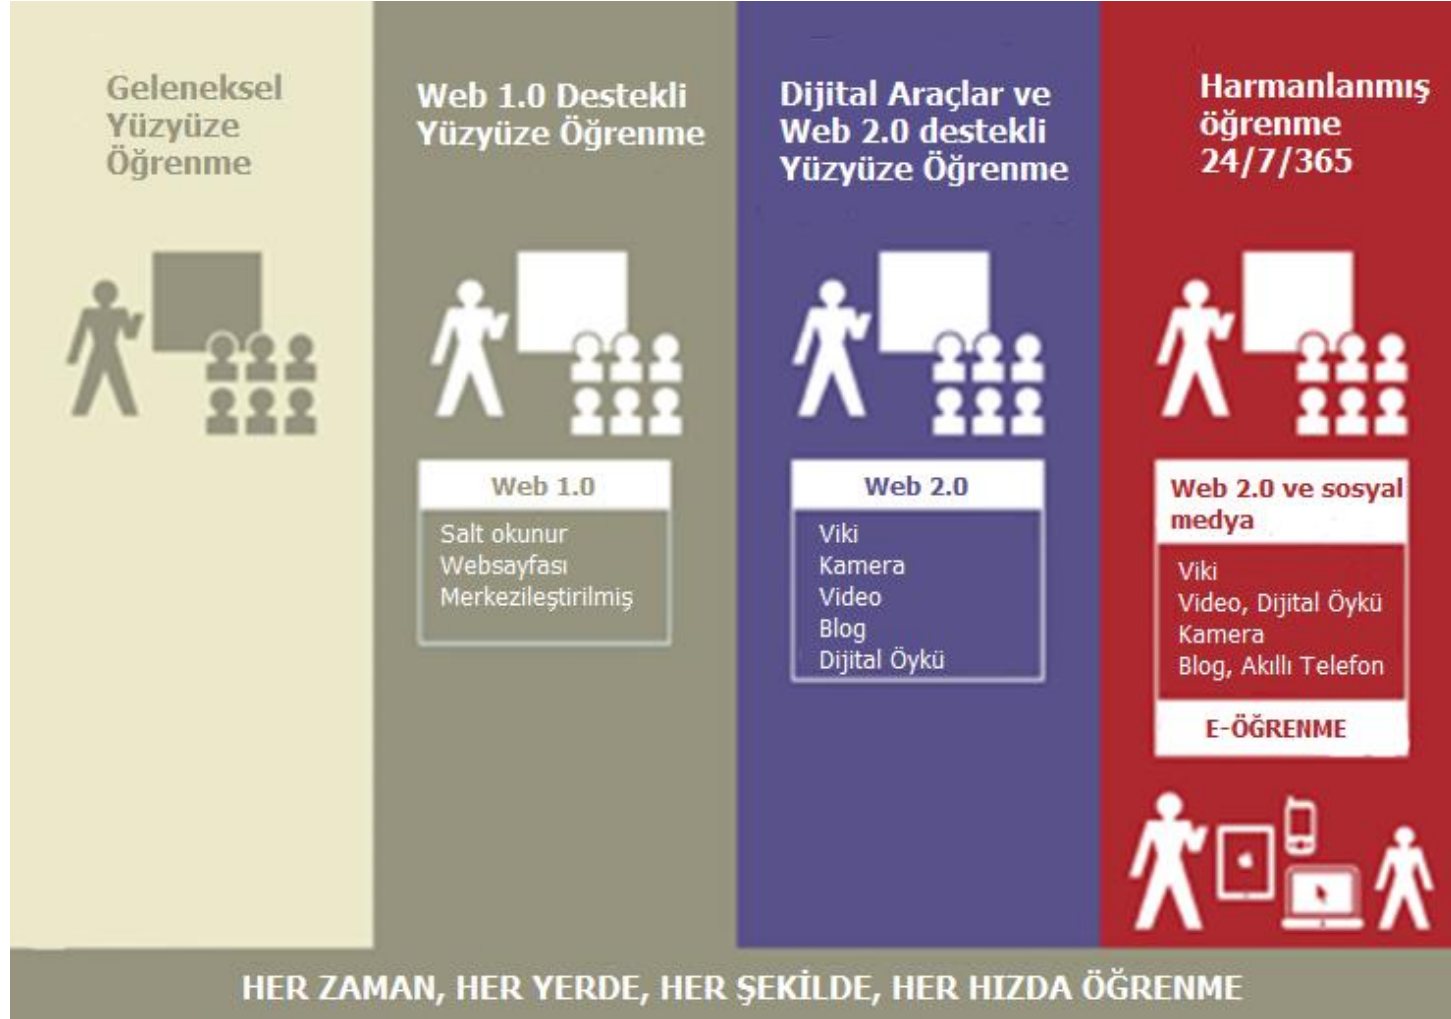 Geleneksel
Yüzyüze
Öğrenme
Web 1.0 Destekli
Yüzyüze Öğrenme
Dijital Araçlar ve
Web 2.0 destekli
Yüzyüze Öğrenme
Harmanlanmış
öğrenme
24/7/365
Web 1.0
Salt okunur
Websayfası
Merkezileştirilmiş
Web 2.0
Viki
Kamera
Video
Blog
Dijital Öykü
Web 2.0 ve sosyal
medya
Viki
Video, Dijital Öykü
Kamera
Blog, Akıllı Telefon
E-ÖĞRENME
HER ZAMAN, HER YERDE, HER ŞEKİLDE, HER HIZDA ÖĞRENME